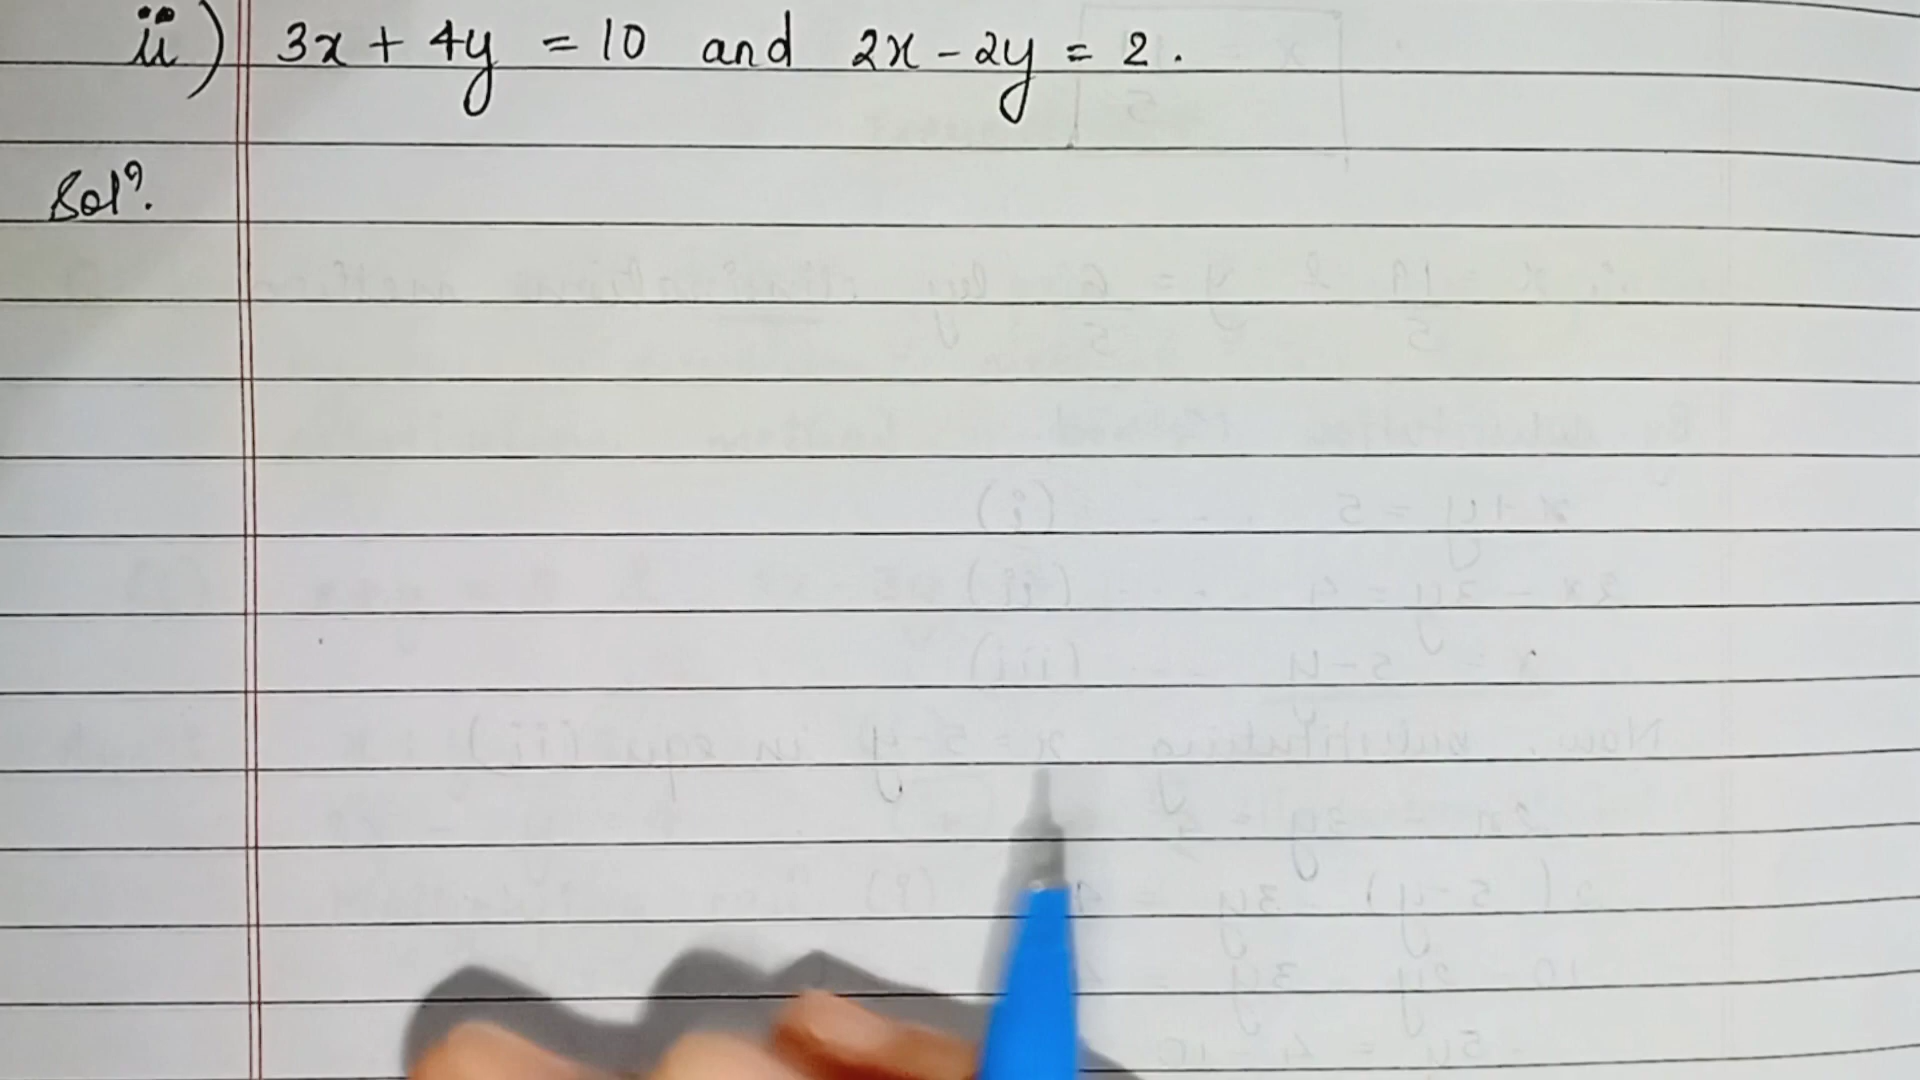 ii) 3x + 4y = 10 and 2x - 2y = 2.
Solⁿ.